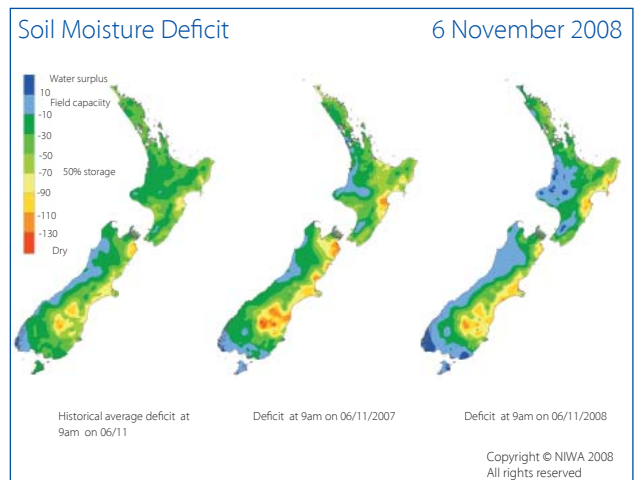 Soil Moisture Deficit
6 November 2008
Water surplus
10
Field capacity
-10
-30
-50
-70
50% storage
-90
-110
-130
Dry
Historical average deficit at
9am on 06/11
Deficit at 9am on 06/11/2007
Deficit at 9am on 06/11/2008
Copyright © NIWA 2008
All rights reserved